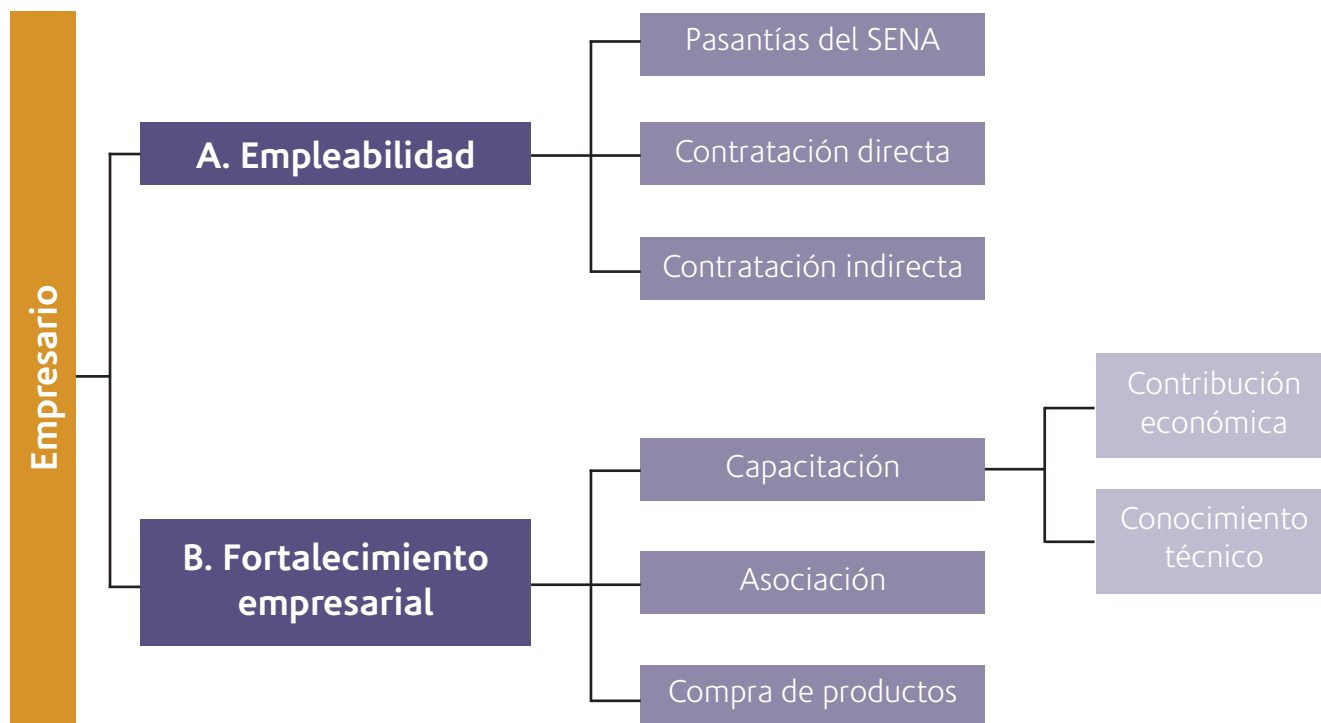 Empresario
A. Empleabilidad
Pasantías del SENA
Contratación directa
Contratación indirecta
B. Fortalecimiento
empresarial
Capacitación
Contribución
económica
Conocimiento
técnico
Asociación
Compra de productos